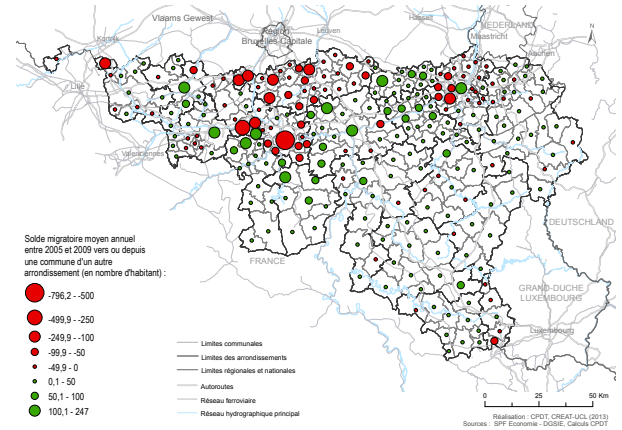 Vlaams Gewest
Hasselt
NEDERLAND
Kortrijk
Région
Bruxelles-Capitale
Leuven
Maastricht
N
Aachen
Lille
Valenciennes
DEUTSCHLAND
FRANCE
GRAND-DUCHE
LUXEMBOURG
Luxembourg
Solde migratoire moyen annuel
entre 2005 et 2009 vers ou depuis
une commune d'un autre
arrondissement (en nombre d'habitant) :
-796,2 - -500
-499,9 - -250
-249,9 - -100
-99,9 - -50
-49,9 - 0
0,1 - 50
50,1 - 100
100,1 - 247
Limites communales
Limites des arrondissements
Limites régionales et nationales
Autoroutes
Réseau ferroviaire
Réseau hydrographique principal
0 25 50 Km
Réalisation : CPDT, CREAT-UCL (2013)
Sources : SPF Economie - DGSIE, Calculs CPDT